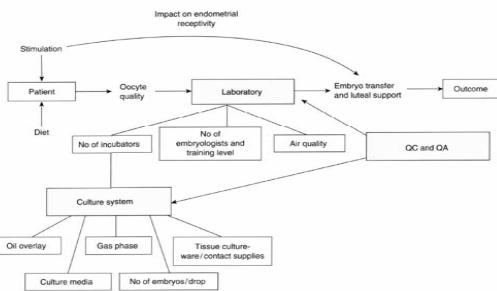 Impact on endometrial
receptivity
Stimulation
Patient
Oocyte
quality
Laboratory
Embryo transfer
and luteal support
Outcome
Diet
No of incubators
No of
embryologists and
training level
Air quality
QC and QA
Culture system
Oil overlay
Gas phase
Tissue culture-
ware/contact supplies
Culture media
No of embryos/drop